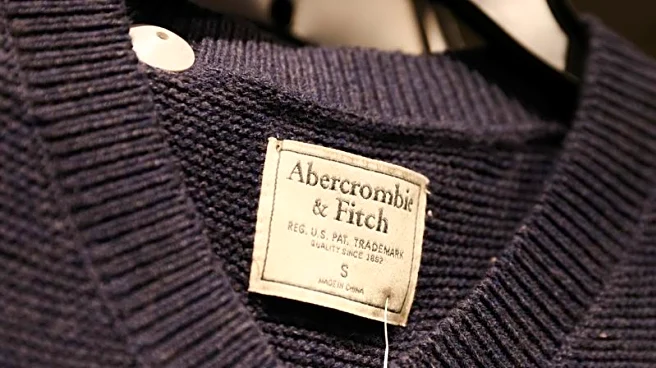 Abercrombie
& Fitch
REG. U.S. PAT. TRADEMARK
QUALITY SINCE 1892
S
MADE IN CHINA